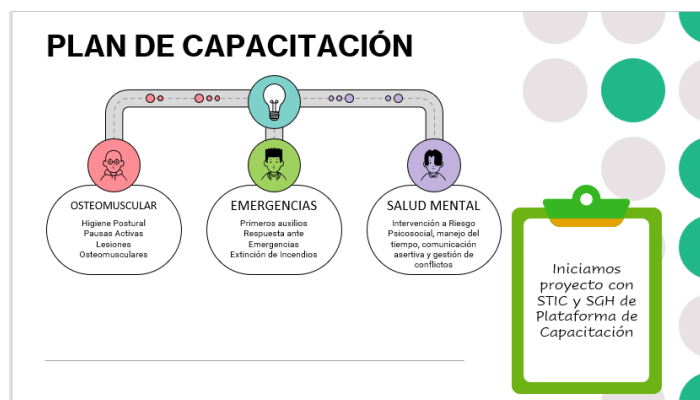 PLAN DE CAPACITACIÓN
OSTEOMUSCULAR
Higiene Postural
Pausas Activas
Lesiones
Osteomusculares
EMERGENCIAS
Primeros auxilios
Respuesta ante
Emergencias
Extinción de Incendios
SALUD MENTAL
Intervención a Riesgo
Psicosocial, manejo del
tiempo, comunicación
asertiva y gestión de
conflictos
Iniciamos
proyecto con
STIC y SGH de
Plataforma de
Capacitación